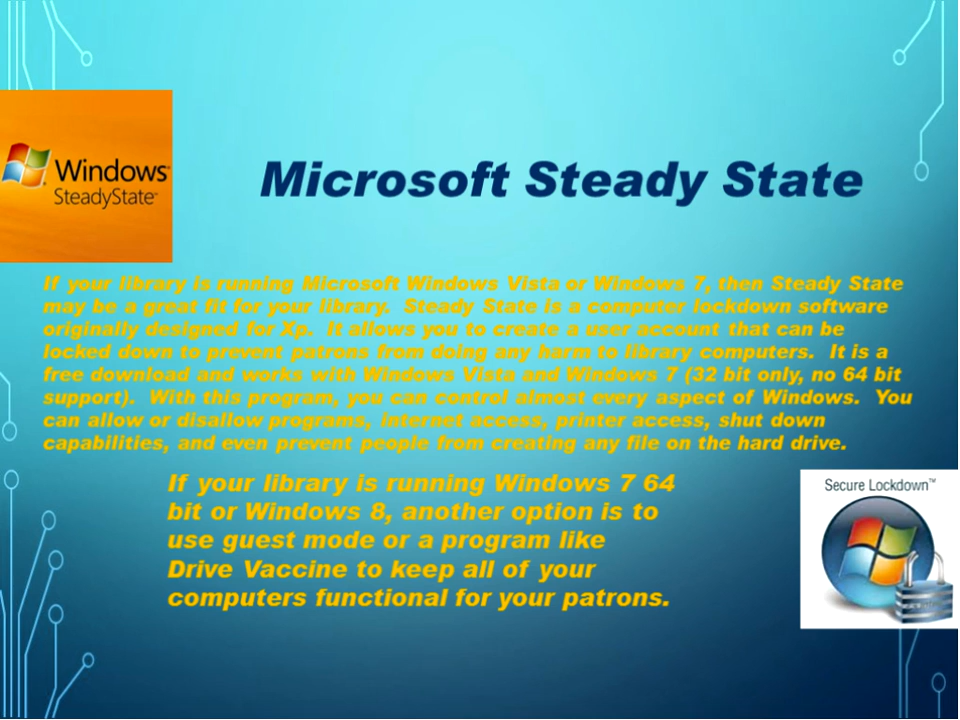 Windows
SteadyState™
Microsoft Steady State
If your library is running Microsoft Windows Vista or Windows 7, then Steady State
may be a great fit for your library.  Steady State is a computer lockdown software
originally designed for Xp.  It allows you to create a user account that can be
locked down to prevent patrons from doing any harm to library computers.  It is a
free download and works with Windows Vista and Windows 7 (32 bit only, no 64 bit
support).  With this program, you can control almost every aspect of Windows.  You
can allow or disallow programs, internet access, printer access, shut down
capabilities, and even prevent people from creating any file on the hard drive.
If your library is running Windows 7 64
bit or Windows 8, another option is to
use guest mode or a program like
Drive Vaccine to keep all of your
computers functional for your patrons.
Secure Lockdown™